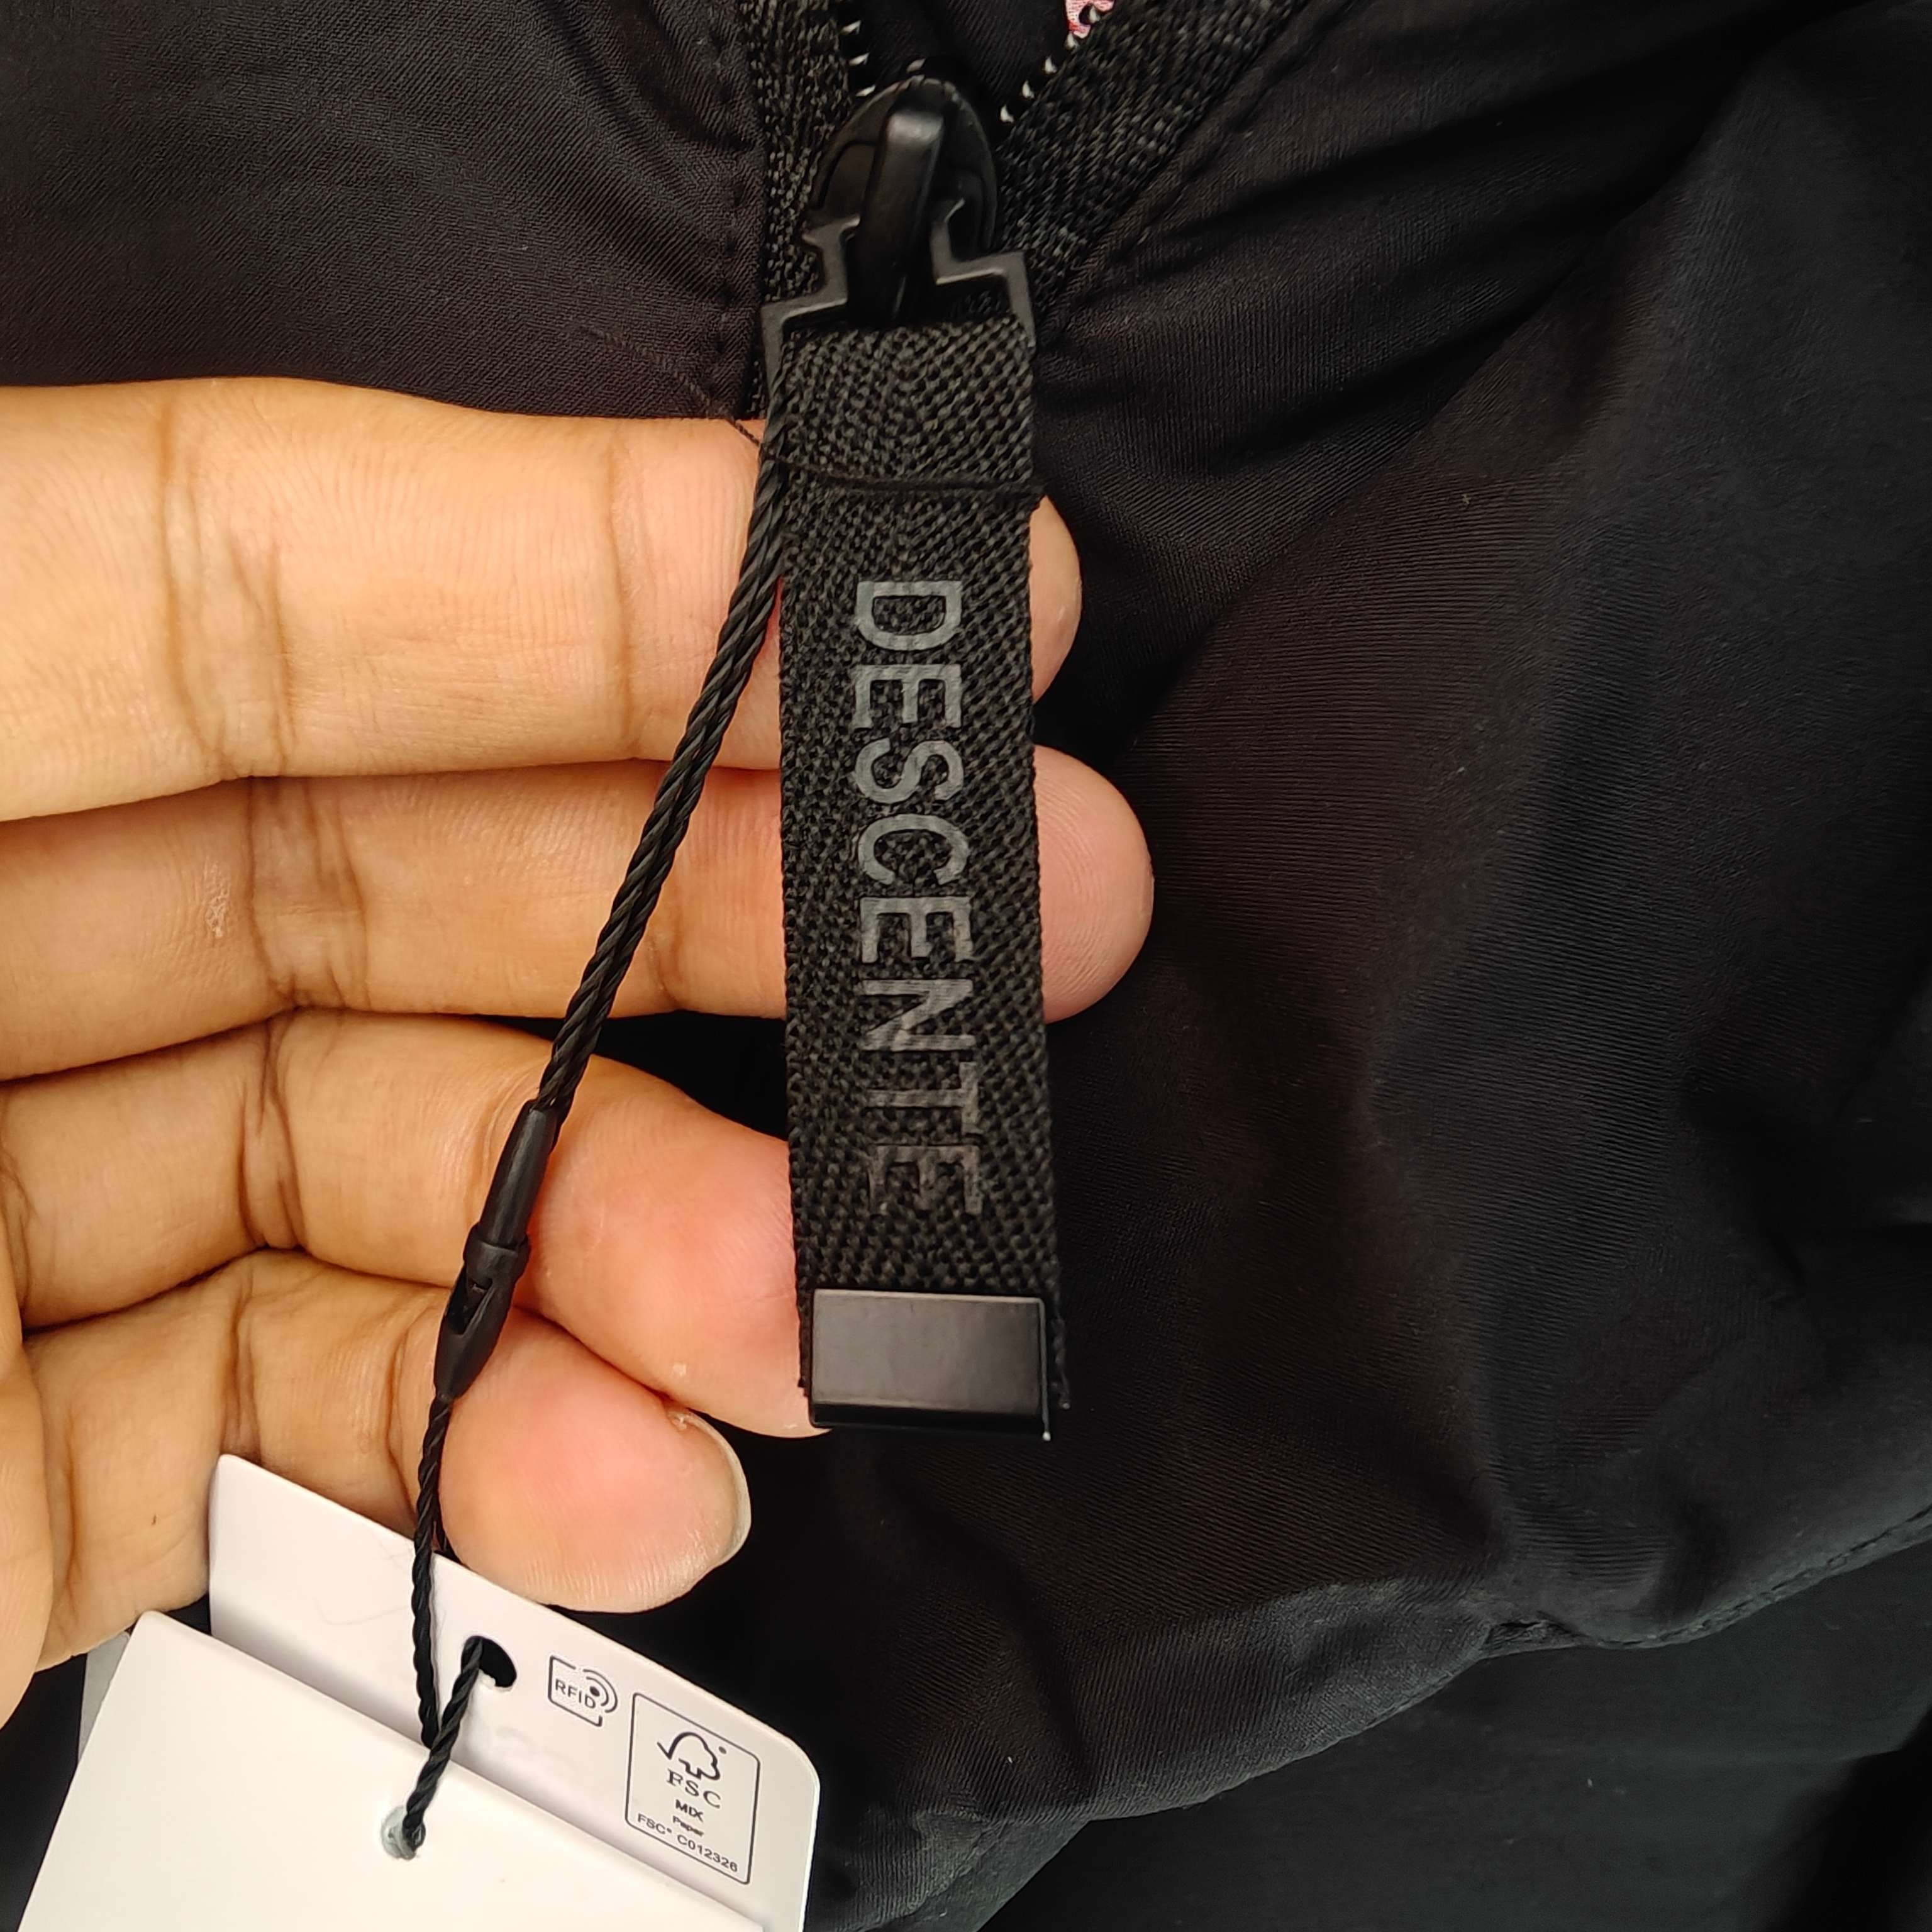 DESCENTE
RFID
FSC
MIX
Paper
FSC® C012326